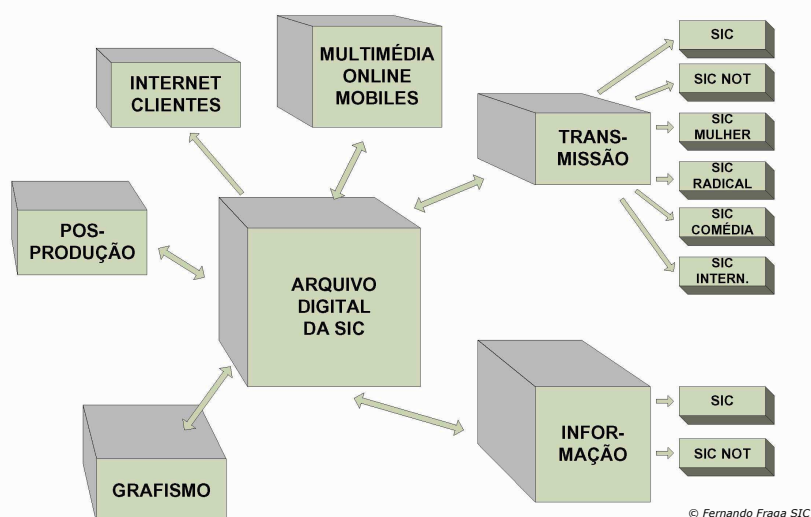 INTERNET
CLIENTES
MULTIMÉDIA
ONLINE
MOBILES
TRANS-
MISSÃO
SIC
SIC NOT
SIC
MULHER
SIC
RADICAL
SIC
COMÉDIA
SIC
INTERN.
POS-
PRODUÇÃO
ARQUIVO
DIGITAL
DA SIC
GRAFISMO
INFOR-
MAÇÃO
SIC
SIC NOT
© Fernando Fraga SIC